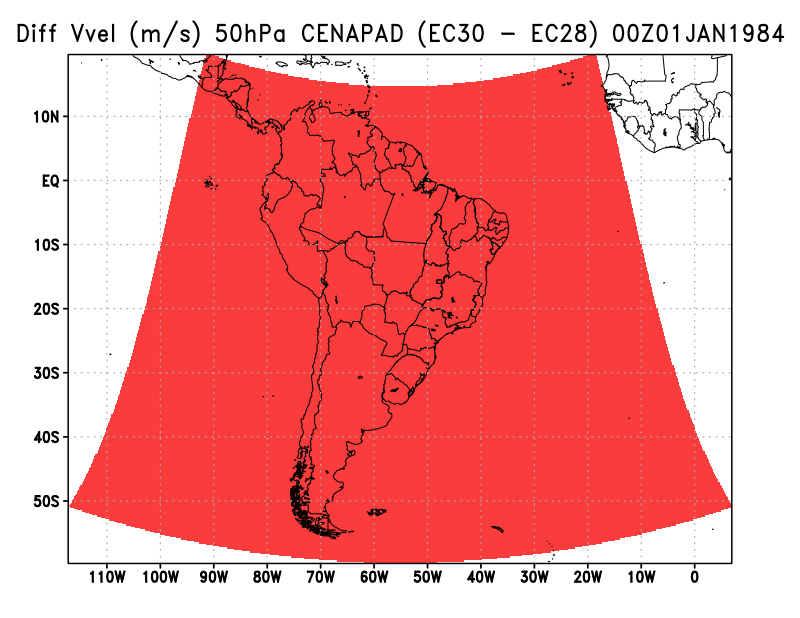 Diff Vvel (m/s) 50hPa CENAPAD (EC30 – EC28) 00Z01JAN1984
10N
EQ
10S
20S
30S
40S
50S
110W 100W 90W 80W 70W 60W 50W 40W 30W 20W 10W 0